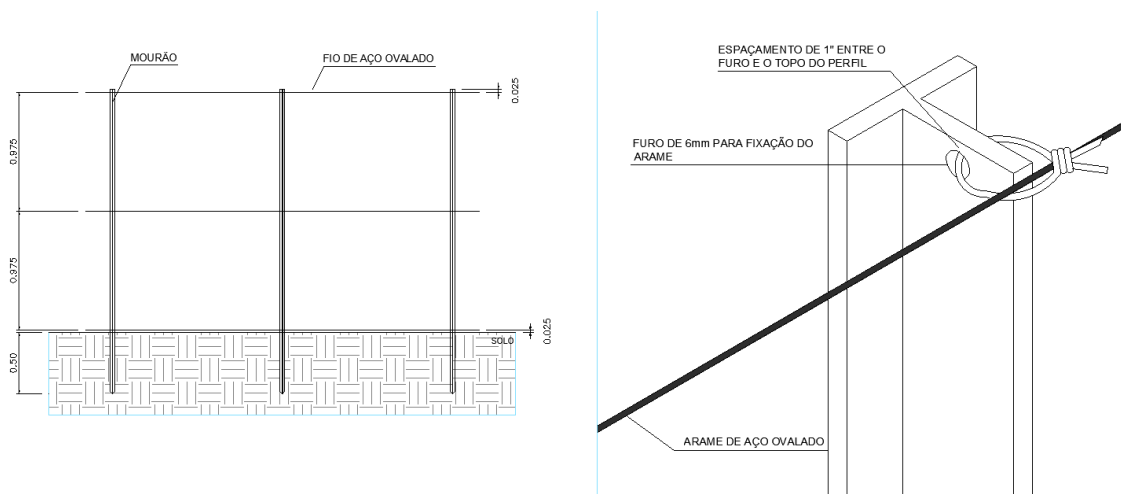 MOURÃO
FIO DE AÇO OVALADO
0.025
0.975
0.975
0.50
SOLO
0.025
ESPAÇAMENTO DE 1" ENTRE O
FURO E O TOPO DO PERFIL
FURO DE 6mm PARA FIXAÇÃO DO
ARAME
ARAME DE AÇO OVALADO